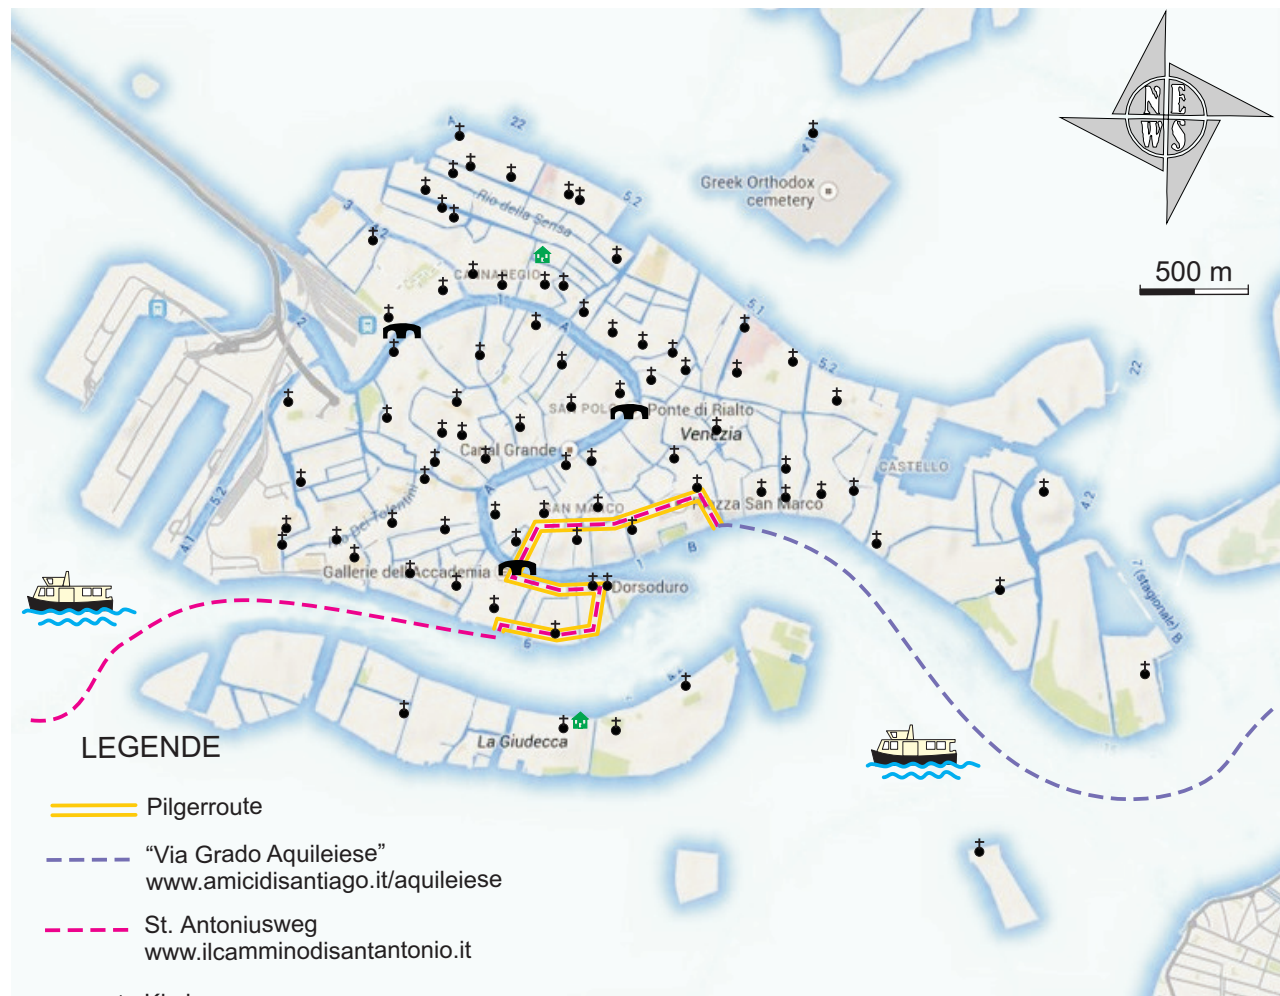 N E
W S
A
22
5.2
4.1
Greek Orthodox
cemetery
Rio della Sensa
3
4.2
500 m
CANNAREGIO
1
A
5.1
2
5.2
22
SAN POLO
Ponte di Rialto
Venezia
Canal Grande
CASTELLO
A
5.2
4.2
SAN MARCO
Piazza San Marco
4.1
B
1
Gallerie dell'Accademia
Dorsoduro
7 (stagionale) B
6
La Giudecca
LEGENDE
Pilgerroute
“Via Grado Aquileiese”
www.amicidisantiago.it/aquileiese
St. Antoniusweg
www.ilcamminodisantantonio.it